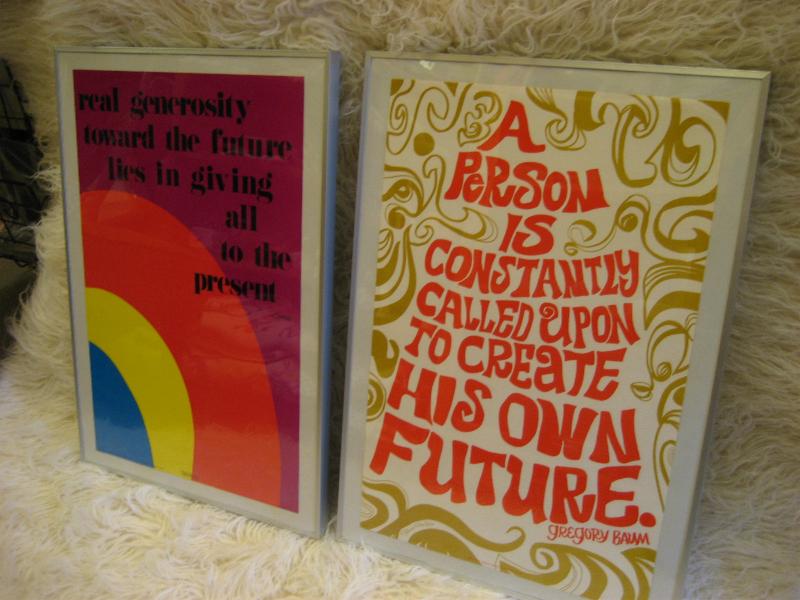 real generosity
toward the future
lies in giving
all
to the
present
A
PeRSON
IS
CONSTANTLY
CALLED UPON
TO CREATE
HIS OWN
FUTURE.
GREGORY BAUM